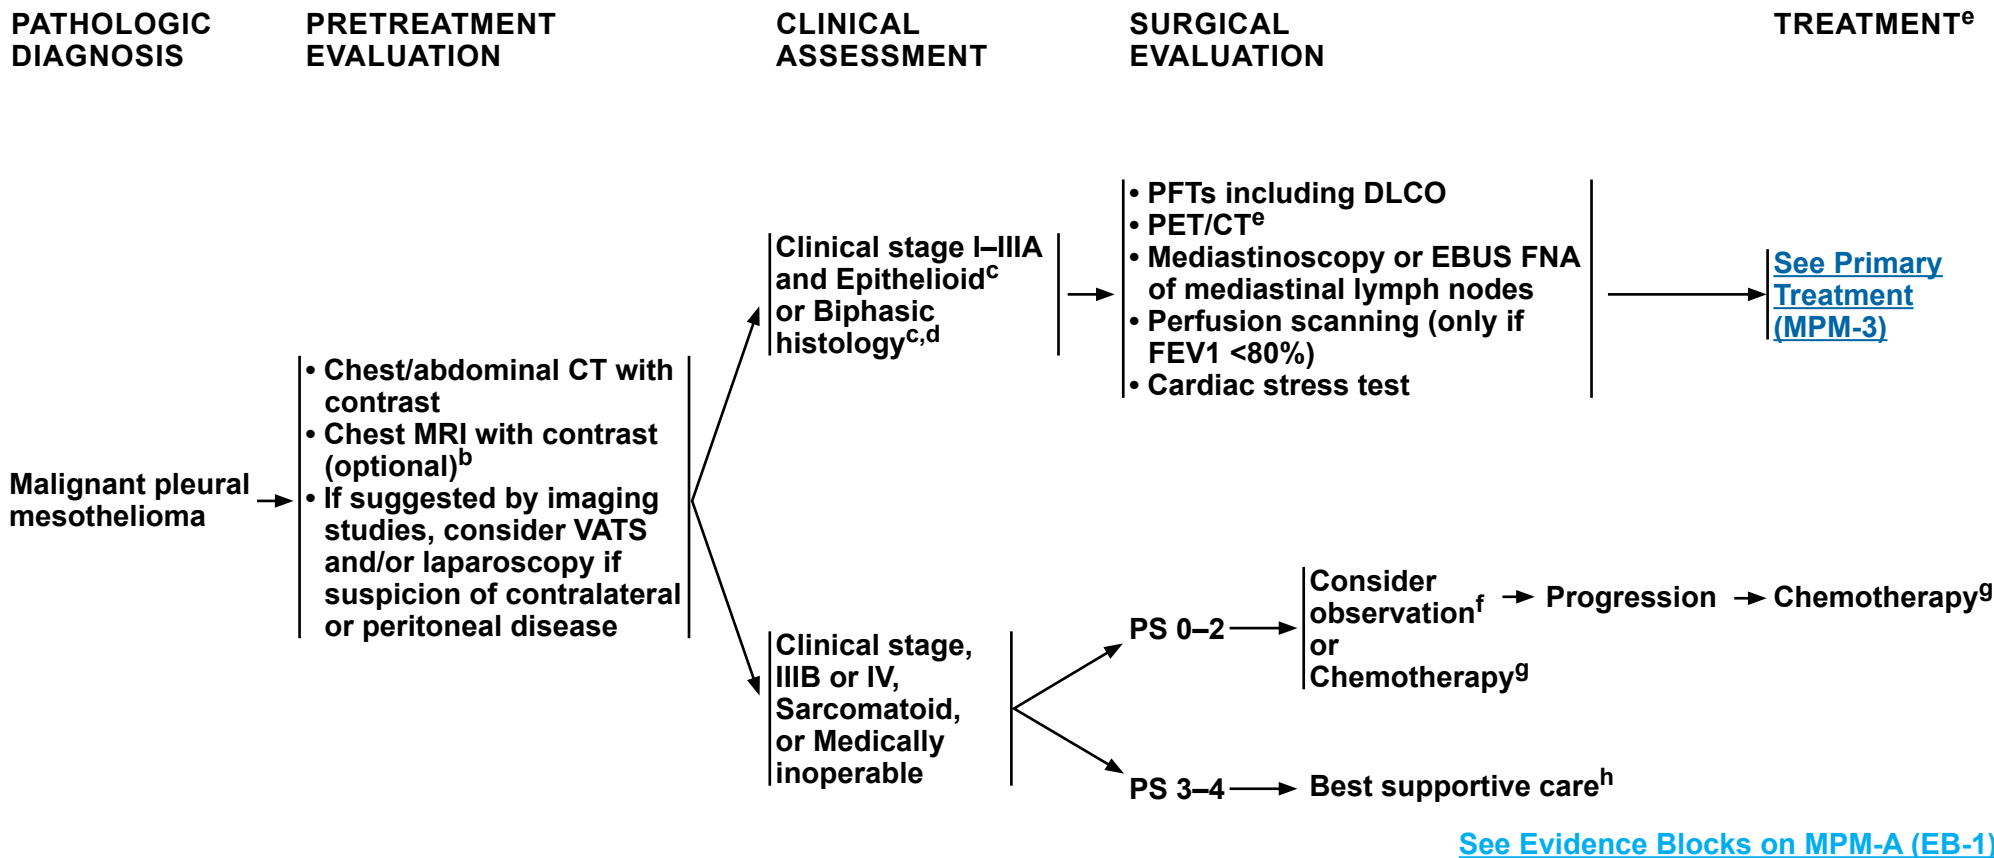 PATHOLOGIC
DIAGNOSIS
PRETREATMENT
EVALUATION
CLINICAL
ASSESSMENT
SURGICAL
EVALUATION
TREATMENTe
Malignant pleural
mesothelioma
• Chest/abdominal CT with
contrast
• Chest MRI with contrast
(optional)b
• If suggested by imaging
studies, consider VATS
and/or laparoscopy if
suspicion of contralateral
or peritoneal disease
Clinical stage I–IIIA
and Epithelioidc
or Biphasic
histologyc,d
• PFTs including DLCO
• PET/CTe
• Mediastinoscopy or EBUS FNA
of mediastinal lymph nodes
• Perfusion scanning (only if
FEV1 <80%)
• Cardiac stress test
See Primary
Treatment
(MPM-3)
Clinical stage,
IIIB or IV,
Sarcomatoid,
or Medically
inoperable
PS 0–2
Consider
observationf
or
Chemotherapyg
Progression
Chemotherapyg
PS 3–4
Best supportive careh
See Evidence Blocks on MPM-A (EB-1)